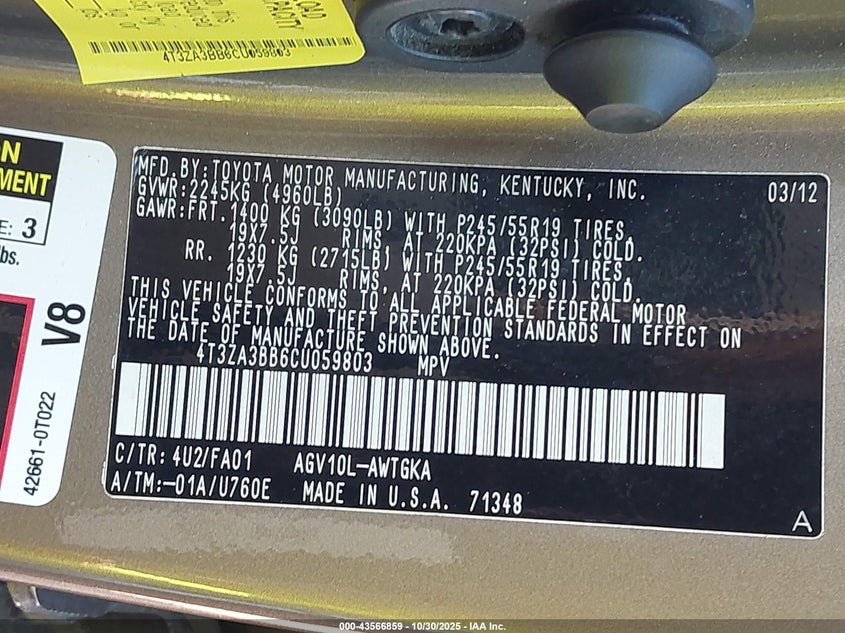 4T3ZA3BB6CU059803
ON
MENT
E: 3
lbs.
V8
42661-0T022
MFD.BY:TOYOTA MOTOR MANUFACTURING, KENTUCKY, INC. 03/12
GVWR:2245KG (4960LB)
GAWR:FRT.1400 KG (3090LB) WITH P245/55R19 TIRES,
19X7.5J RIMS, AT 220KPA (32PSI) COLD.
RR. 1230 KG (2715LB) WITH P245/55R19 TIRES,
19X7.5J RIMS, AT 220KPA (32PSI) COLD.
THIS VEHICLE CONFORMS TO ALL APPLICABLE FEDERAL MOTOR
VEHICLE SAFETY AND THEFT PREVENTION STANDARDS IN EFFECT ON
THE DATE OF MANUFACTURE SHOWN ABOVE.
4T3ZA3BB6CU059803 MPV
C/TR: 4U2/FA01 AGV10L-AWTGKA
A/TM:-01A/U760E MADE IN U.S.A. 71348
A
000-43566859 - 10/30/2025 - IAA Inc.